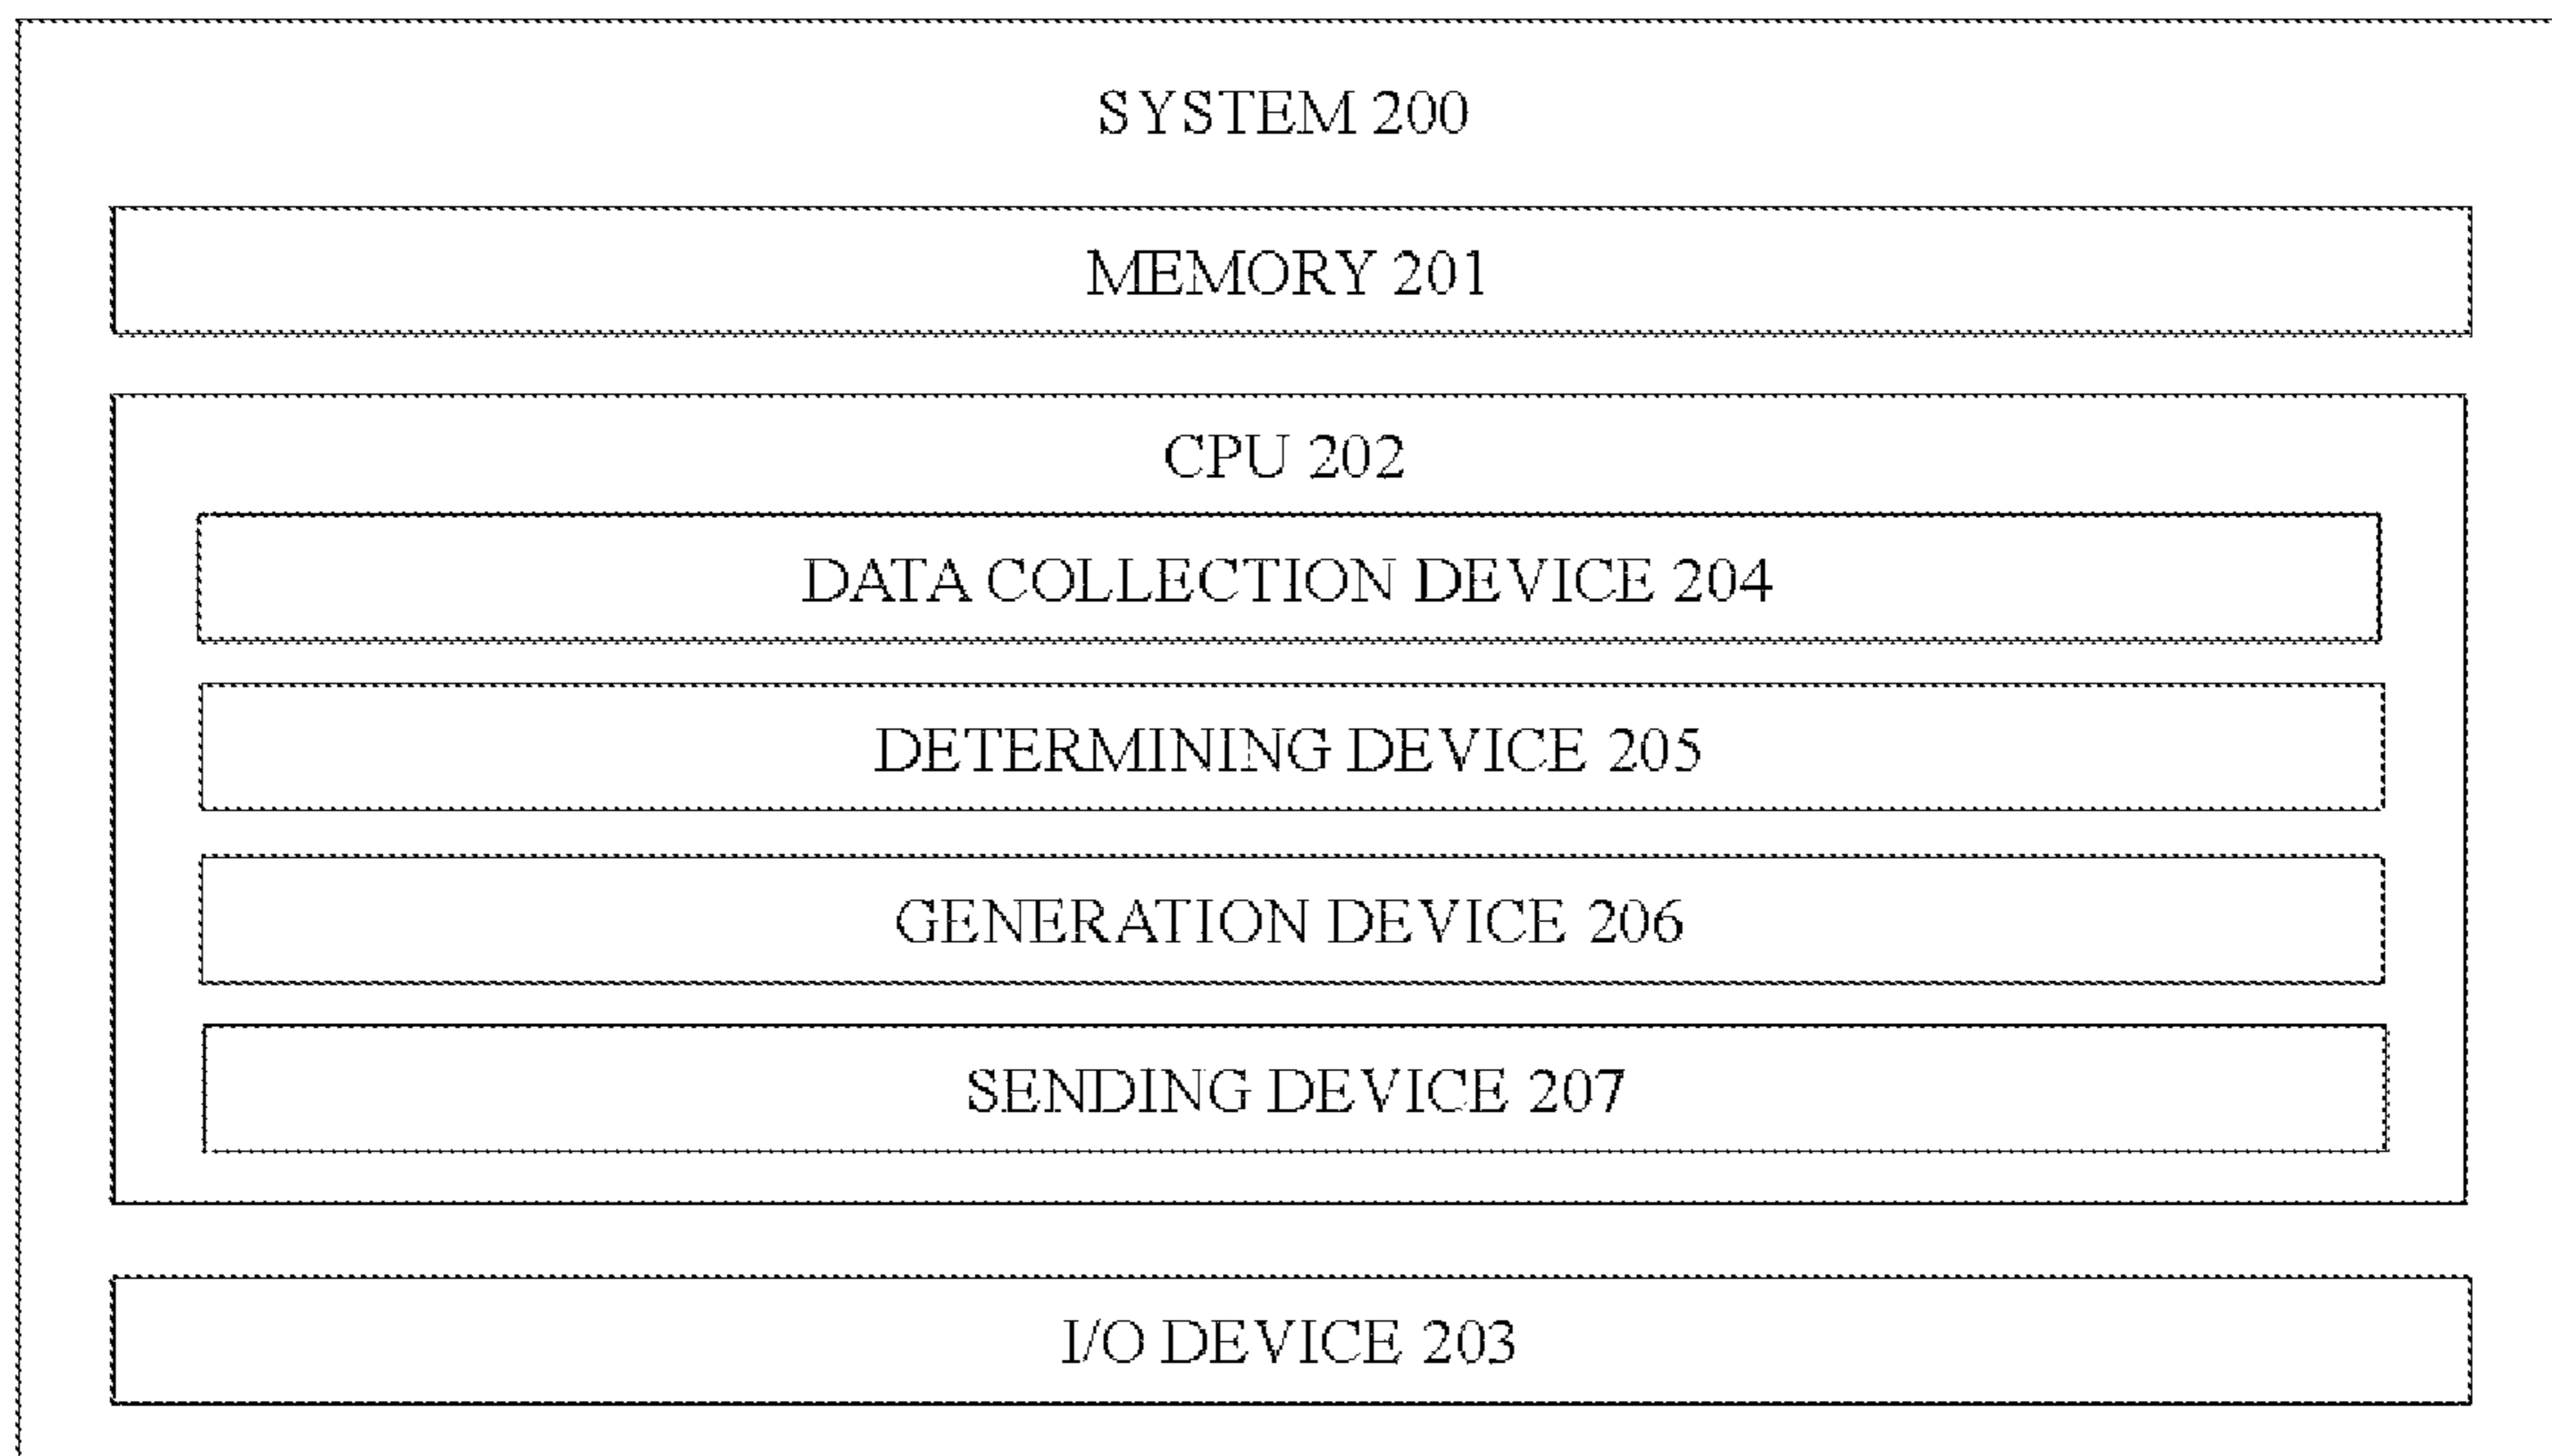 SYSTEM 200
MEMORY 201
CPU 202
DATA COLLECTION DEVICE 204
DETERMINING DEVICE 205
GENERATION DEVICE 206
SENDING DEVICE 207
I/O DEVICE 203